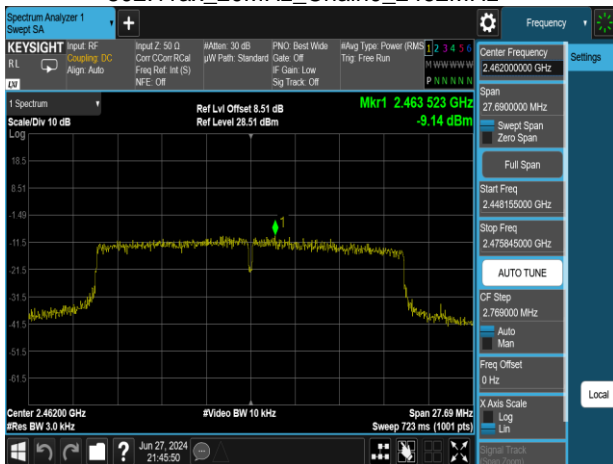 Spectrum Analyzer 1
Swept SA
+
Frequency
KEYSIGHT
RL
LXI
Input: RF
Coupling: DC
Align: Auto
Input Z: 50 Ω
Corr CCorr RCal
Freq Ref: Int (S)
NFE: Off
#Atten: 30 dB
µW Path: Standard
PNO: Best Wide
Gate: Off
IF Gain: Low
Sig Track: Off
#Avg Type: Power (RMS
Trig: Free Run
1 2 3 4 5 6
M W W W W W
P N N N N N
1 Spectrum
Scale/Div 10 dB
Log
Ref Lvl Offset 8.51 dB
Ref Level 28.51 dBm
Mkr1 2.463 523 GHz
-9.14 dBm
18.5
8.51
-1.49
-11.5
-21.5
-31.5
-41.5
-51.5
-61.5
1
Center 2.46200 GHz
#Res BW 3.0 kHz
#Video BW 10 kHz
Span 27.69 MHz
Sweep 723 ms (1001 pts)
Center Frequency
2.462000000 GHz
Span
27.6900000 MHz
Swept Span
Zero Span
Full Span
Start Freq
2.448155000 GHz
Stop Freq
2.475845000 GHz
AUTO TUNE
CF Step
2.769000 MHz
Auto
Man
Freq Offset
0 Hz
X Axis Scale
Log
Lin
Signal Track
(Span Zoom)
Settings
Local
?
Jun 27, 2024
21:45:50